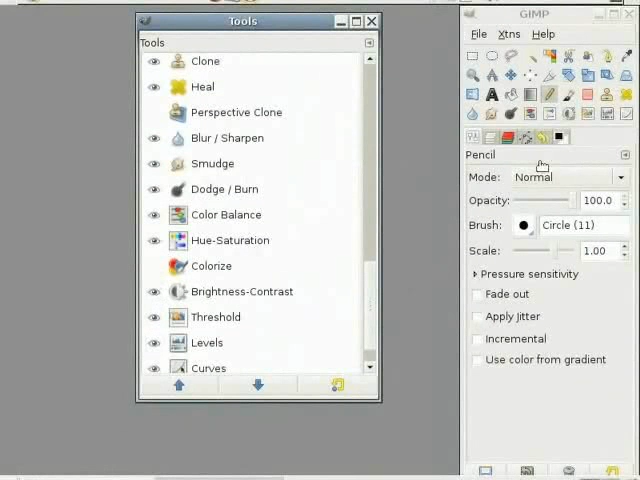 Tools
Tools
Clone
Heal
Perspective Clone
Blur / Sharpen
Smudge
Dodge / Burn
Color Balance
Hue-Saturation
Colorize
Brightness-Contrast
Threshold
Levels
Curves
GIMP
File Xtns Help
Pencil
Mode: Normal
Opacity: 100.0
Brush: Circle (11)
Scale: 1.00
Pressure sensitivity
Fade out
Apply Jitter
Incremental
Use color from gradient